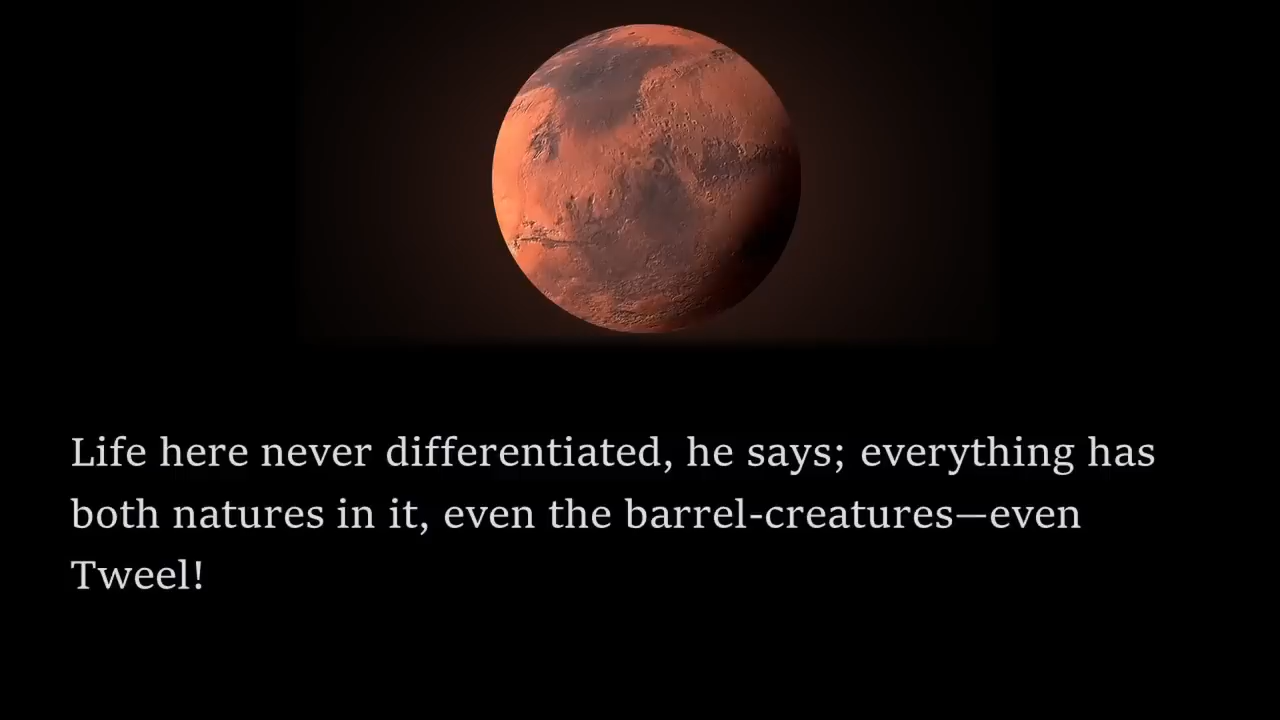 Life here never differentiated, he says; everything has
both natures in it, even the barrel-creatures—even
Tweel!